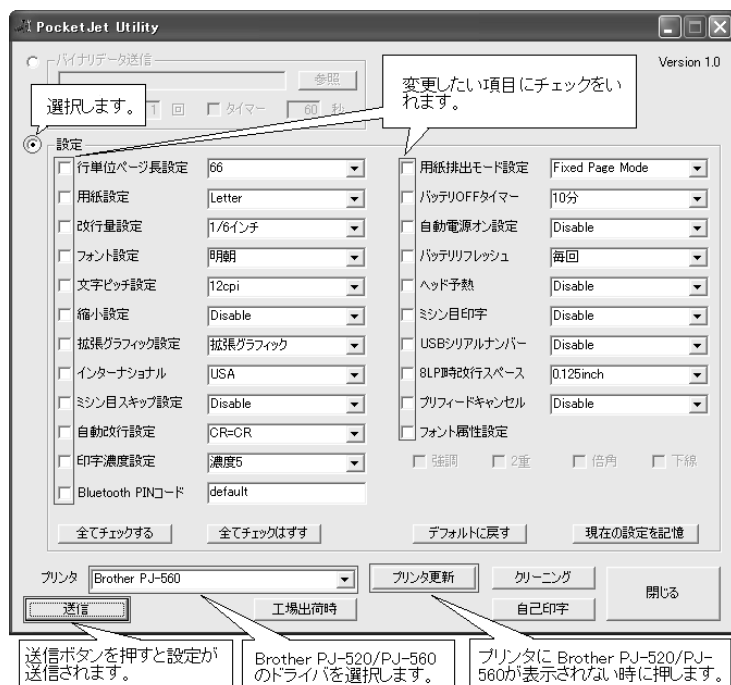 PocketJet Utility
バイナリデータ送信
Version 1.0
参照
変更したい項目にチェックをい
れます。
選択します。
1 回 タイマー 60 秒
設定
行単位ページ長設定 66
用紙排出モード設定 Fixed Page Mode
用紙設定 Letter
バッテリOFFタイマー 10分
改行量設定 1/6インチ
自動電源オン設定 Disable
フォント設定 明朝
バッテリリフレッシュ 毎回
文字ピッチ設定 12cpi
ヘッド予熱 Disable
縮小設定 Disable
ミシン目印字 Disable
拡張グラフィック設定 拡張グラフィック
USBシリアルナンバー Disable
インターナショナル USA
8LPI時改行スペース 0.125inch
ミシン目スキップ設定 Disable
プリフィードキャンセル Disable
自動改行設定 CR=CR
フォント属性設定
印字濃度設定 濃度5
強調 2重 倍角 下線
Bluetooth PINコード default
全てチェックする 全てチェックはずす デフォルトに戻す 現在の設定を記憶
プリンタ Brother PJ-560 プリンタ更新 クリーニング 閉じる
送信 工場出荷時 自己印字
送信ボタンを押すと設定が
送信されます。
Brother PJ-520/PJ-560
のドライバを選択します。
プリンタに Brother PJ-520/PJ-
560が表示されない時に押します。